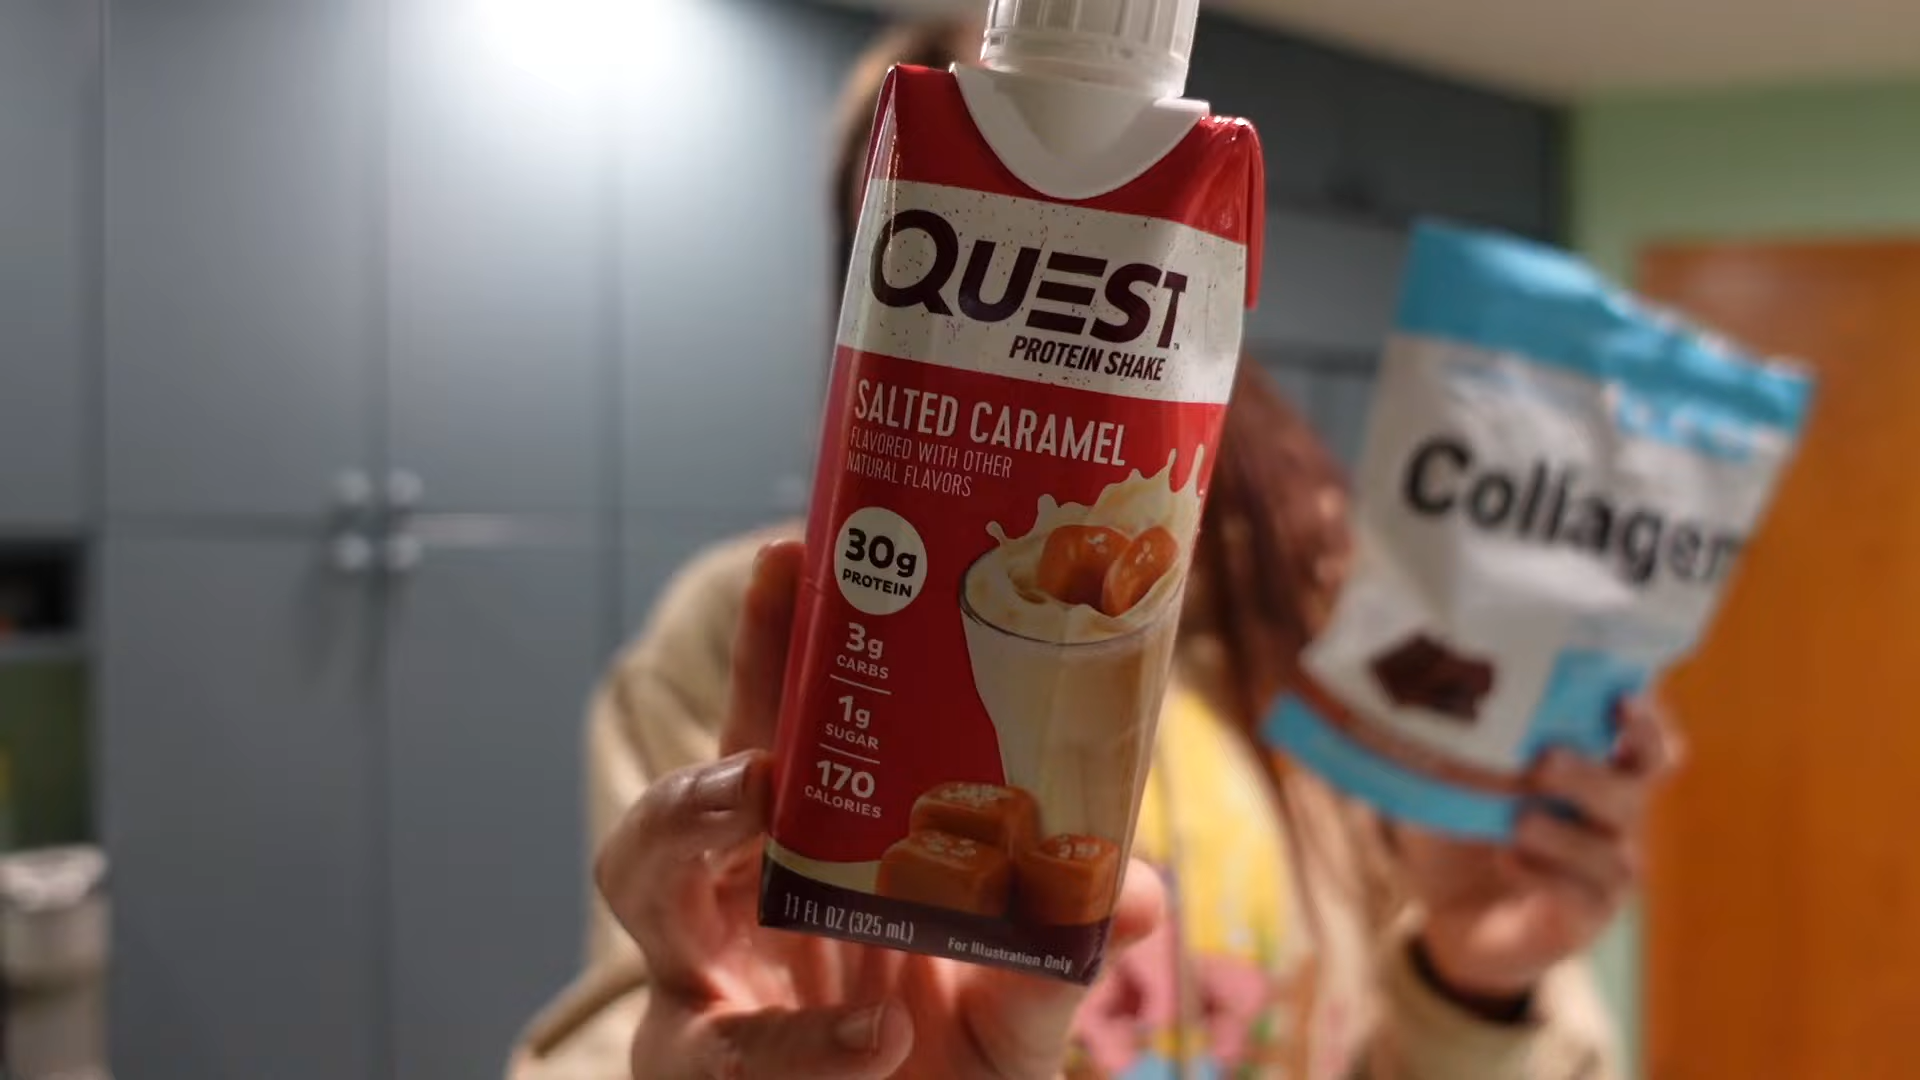 QUEST
PROTEIN SHAKE
SALTED CARAMEL
FLAVORED WITH OTHER
NATURAL FLAVORS
30g
PROTEIN
3g
CARBS
1g
SUGAR
170
CALORIES
11 FL OZ (325 mL)
For Illustration Only
Collagen